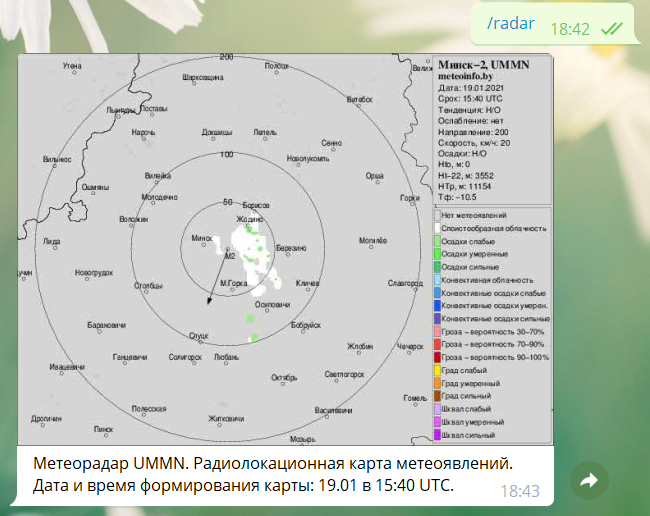 /radar
18:42
200
Утена
Полоцк
Велиж
Шарковщина
Витебск
Лынтупы
Поставы
Нарочь
Докшицы
Лепель
Сенно
Вильнюс
100
Новолукомль
Вилейка
Орша
Ошмяны
Молодечно
50
Борисов
Горки
Воложин
Жодино
Лида
Минск
М2
Березино
Могилёв
Новогрудок
Столбцы
М.Горка
Кличев
Славгород
Осиповичи
Барановичи
Слуцк
Бобруйск
Ганцевичи
Солигорск
Любань
Жлобин
Чечерск
Ивацевичи
Октябрь
Светлогорск
Гомель
Дрогичин
Полесская
Житковичи
Василевичи
Пинск
Мозырь
Минск-2, UMMN
meteoinfo.by
Дата: 19.01.2021
Срок: 15:40 UTC
Тенденция: Н/О
Ослабление: нет
Направление: 200
Скорость, км/ч: 20
Осадки: Н/О
Hto, м: 0
HI-22, м: 3552
HTp, м: 11154
Тф: -10.5
Нет метеоявлений
Слоистообразная облачность
Осадки слабые
Осадки умеренные
Осадки сильные
Конвективная облачность
Конвективные осадки слабые
Конвективные осадки умерен.
Конвективные осадки сильные
Гроза - вероятность 30-70%
Гроза - вероятность 70-90%
Гроза - вероятность 90-100%
Град слабый
Град умеренный
Град сильный
Шквал слабый
Шквал умеренный
Шквал сильный
Метеорадар UMMN. Радиолокационная карта метеоявлений.
Дата и время формирования карты: 19.01 в 15:40 UTC.
18:43